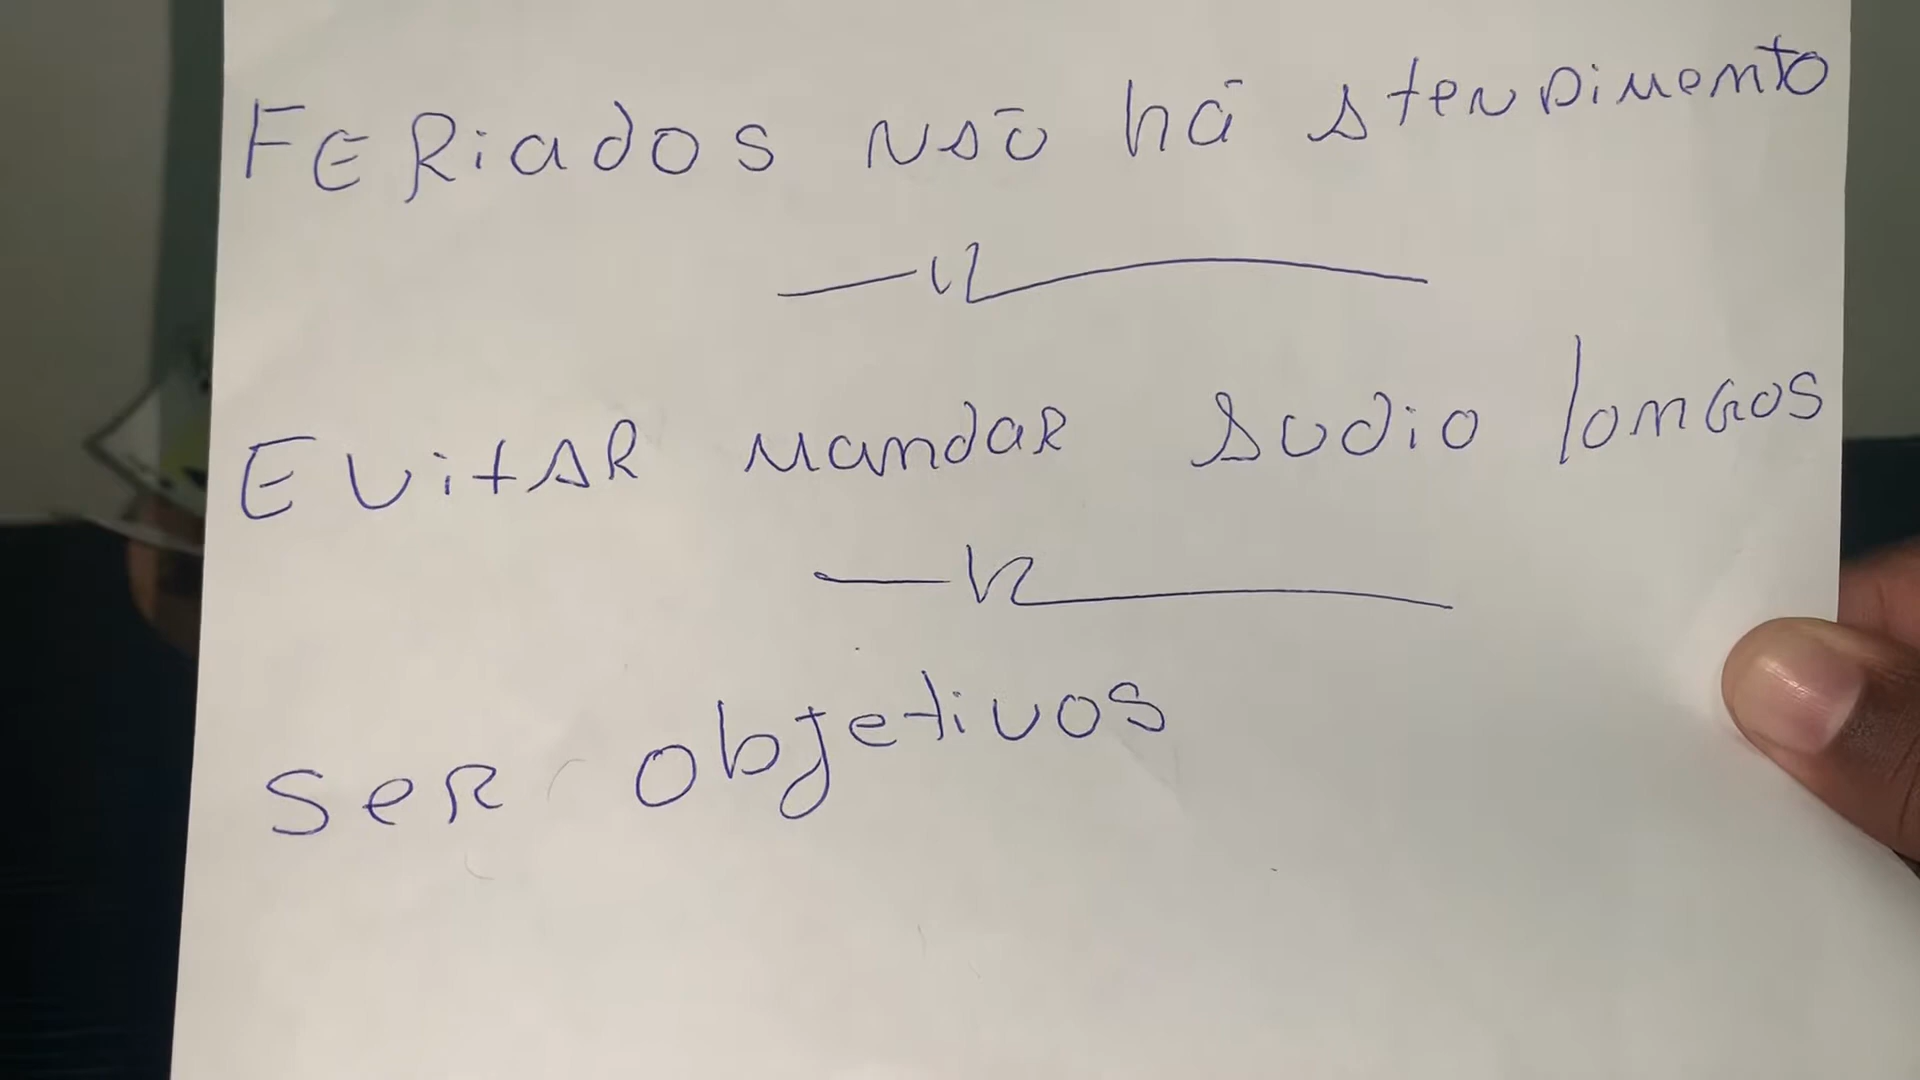 FERiados não há atendimento
EvitAR mandar audio longos
ser objetivos